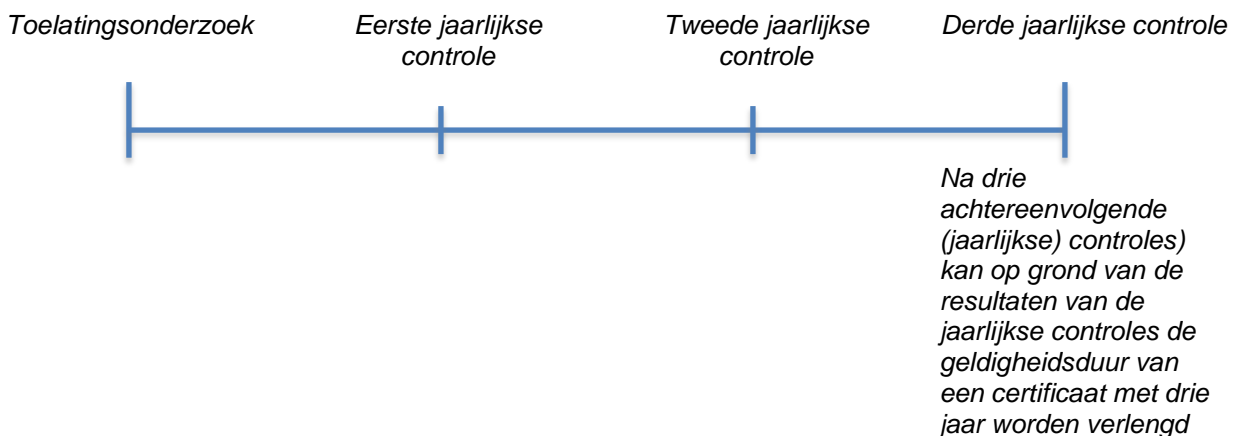 Toelatingsonderzoek
Eerste jaarlijkse
controle
Tweede jaarlijkse
controle
Derde jaarlijkse controle
Na drie
achtereenvolgende
(jaarlijkse) controles)
kan op grond van de
resultaten van de
jaarlijkse controles de
geldigheidsduur van
een certificaat met drie
jaar worden verlengd